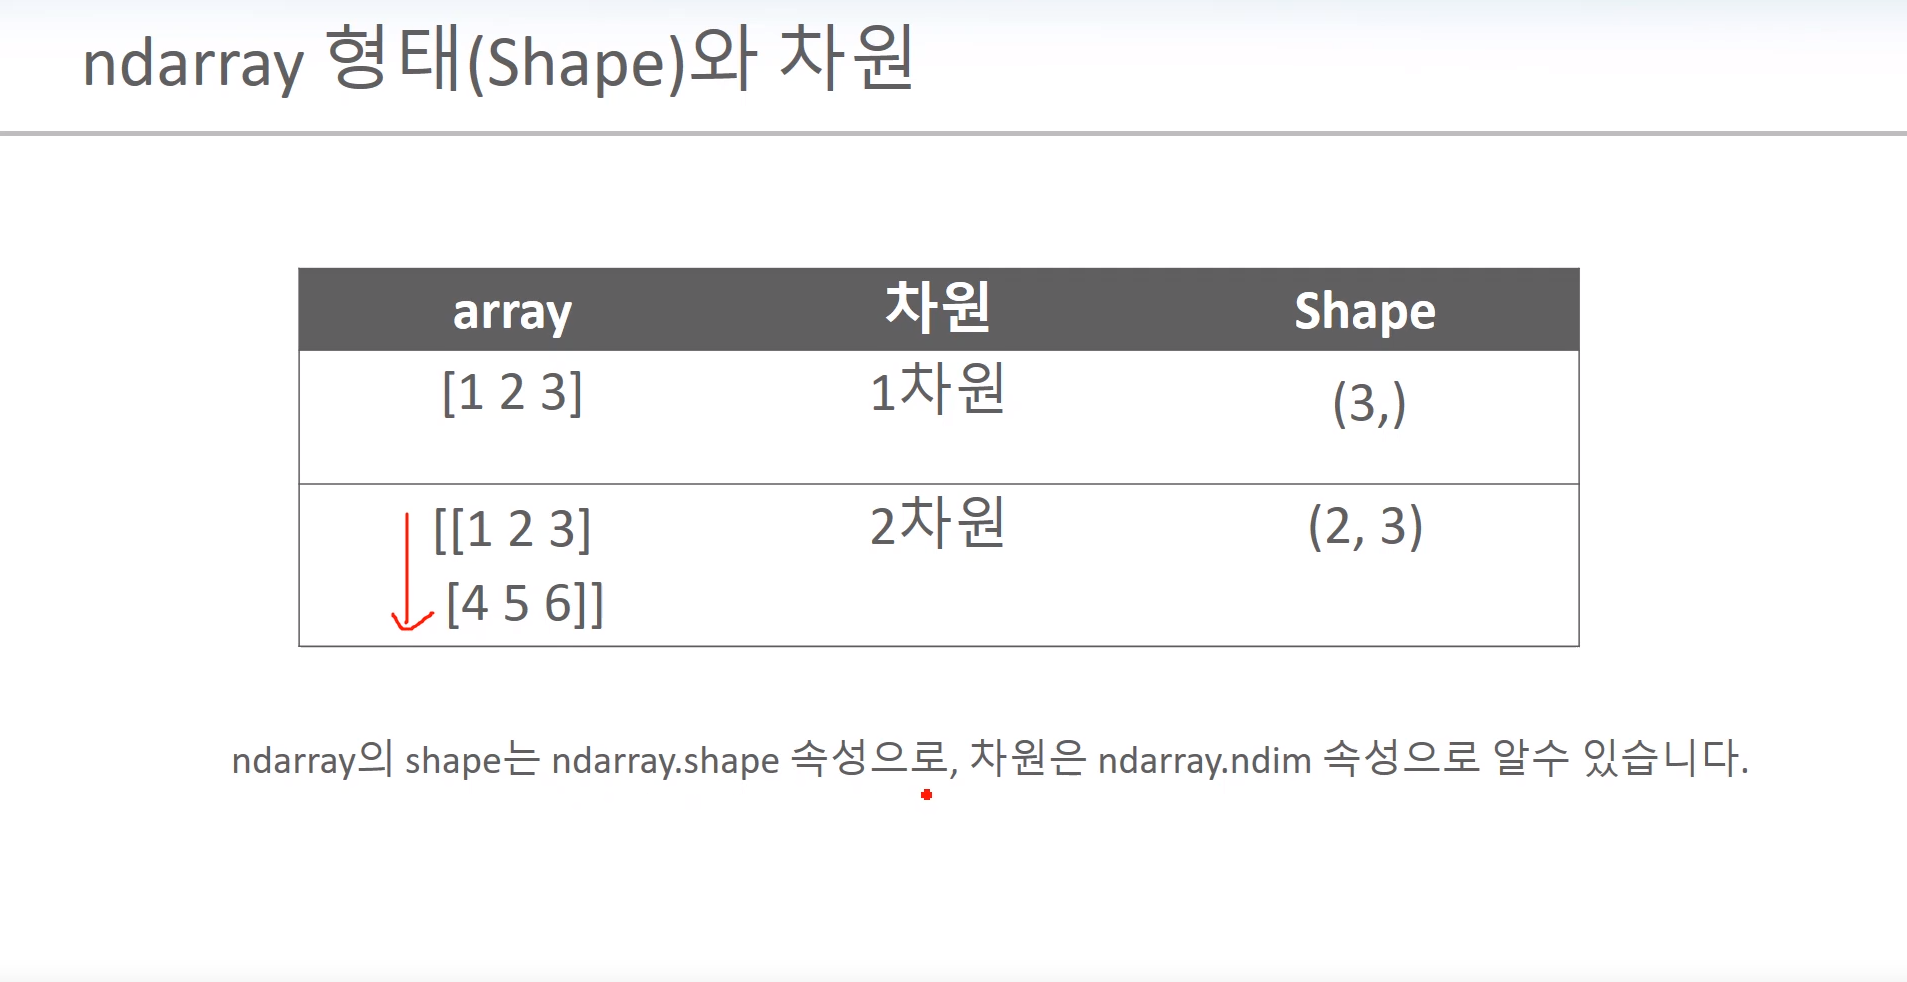 ndarray 형태(Shape)와 차원
array 차원 Shape
[1 2 3] 1차원 (3,)
[[1 2 3] 2차원 (2, 3)
[4 5 6]]
ndarray의 shape는 ndarray.shape 속성으로, 차원은 ndarray.ndim 속성으로 알수 있습니다.